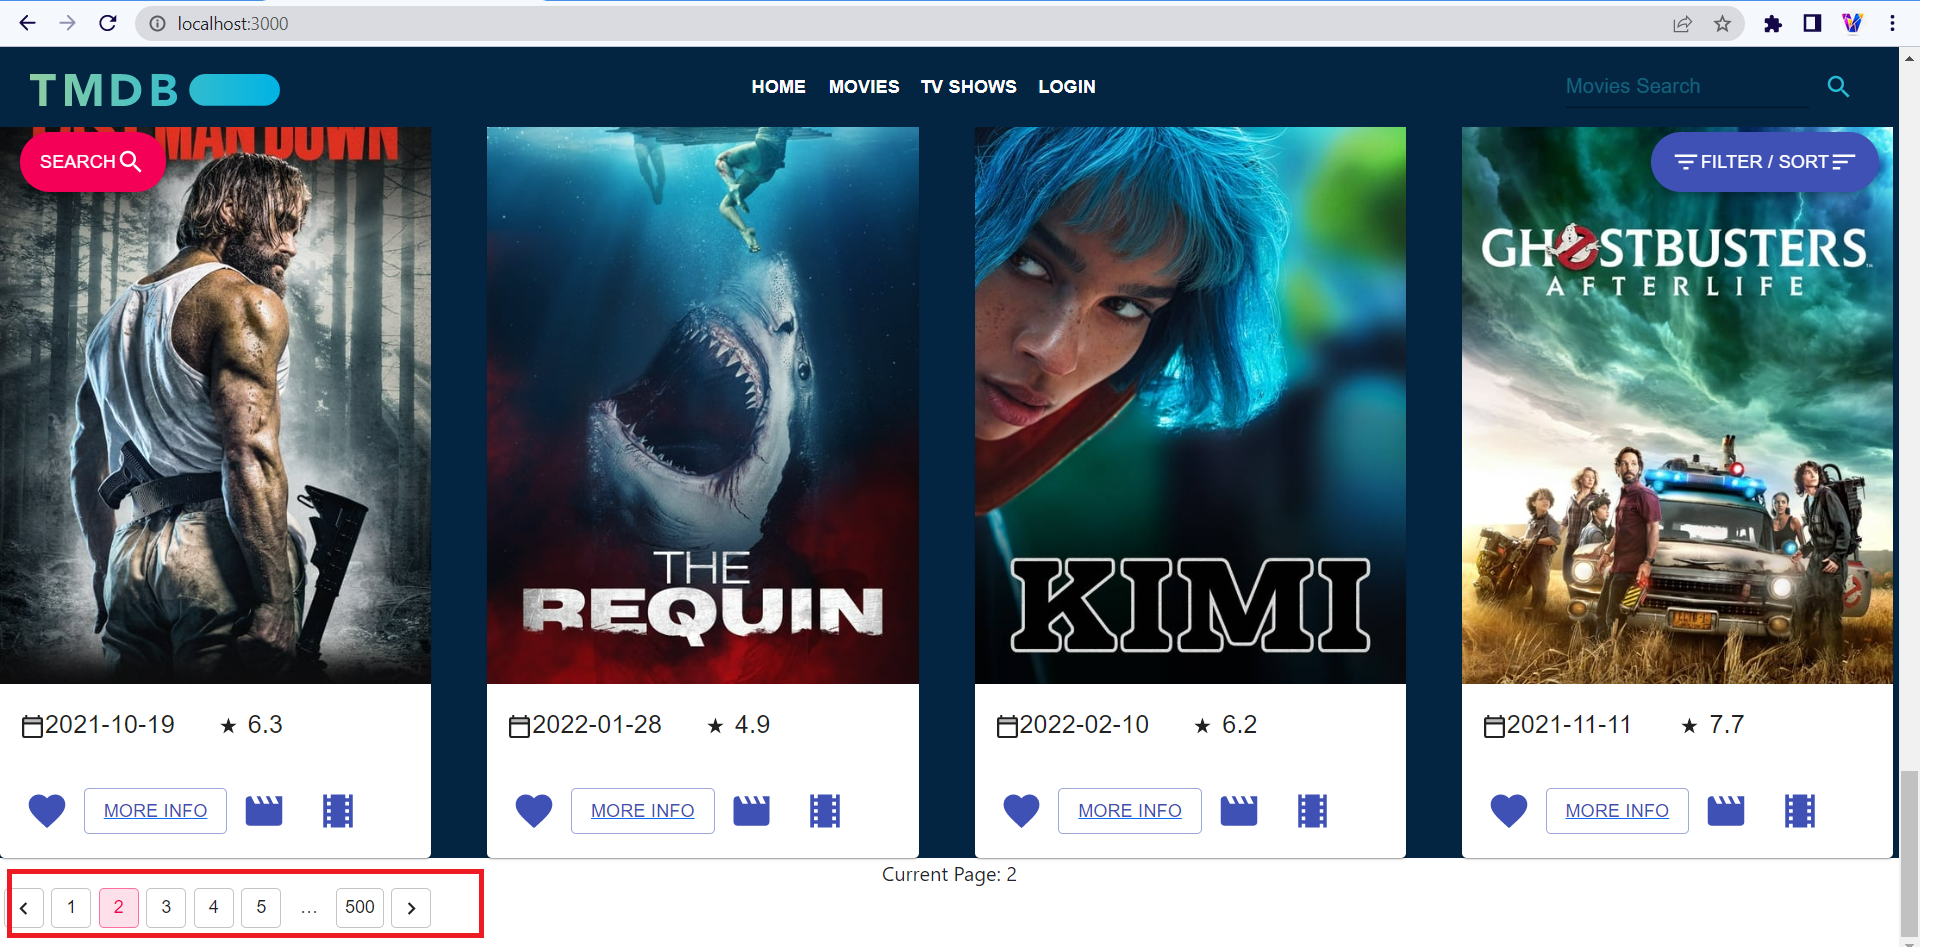 localhost:3000
TMDB
HOME MOVIES TV SHOWS LOGIN
Movies Search
MAN DOWN
SEARCH
FILTER / SORT
GHOSTBUSTERS
AFTERLIFE
THE
REQUIN
KIMI
2021-10-19 ★ 6.3
2022-01-28 ★ 4.9
2022-02-10 ★ 6.2
2021-11-11 ★ 7.7
MORE INFO
MORE INFO
MORE INFO
MORE INFO
Current Page: 2
1 2 3 4 5 ... 500